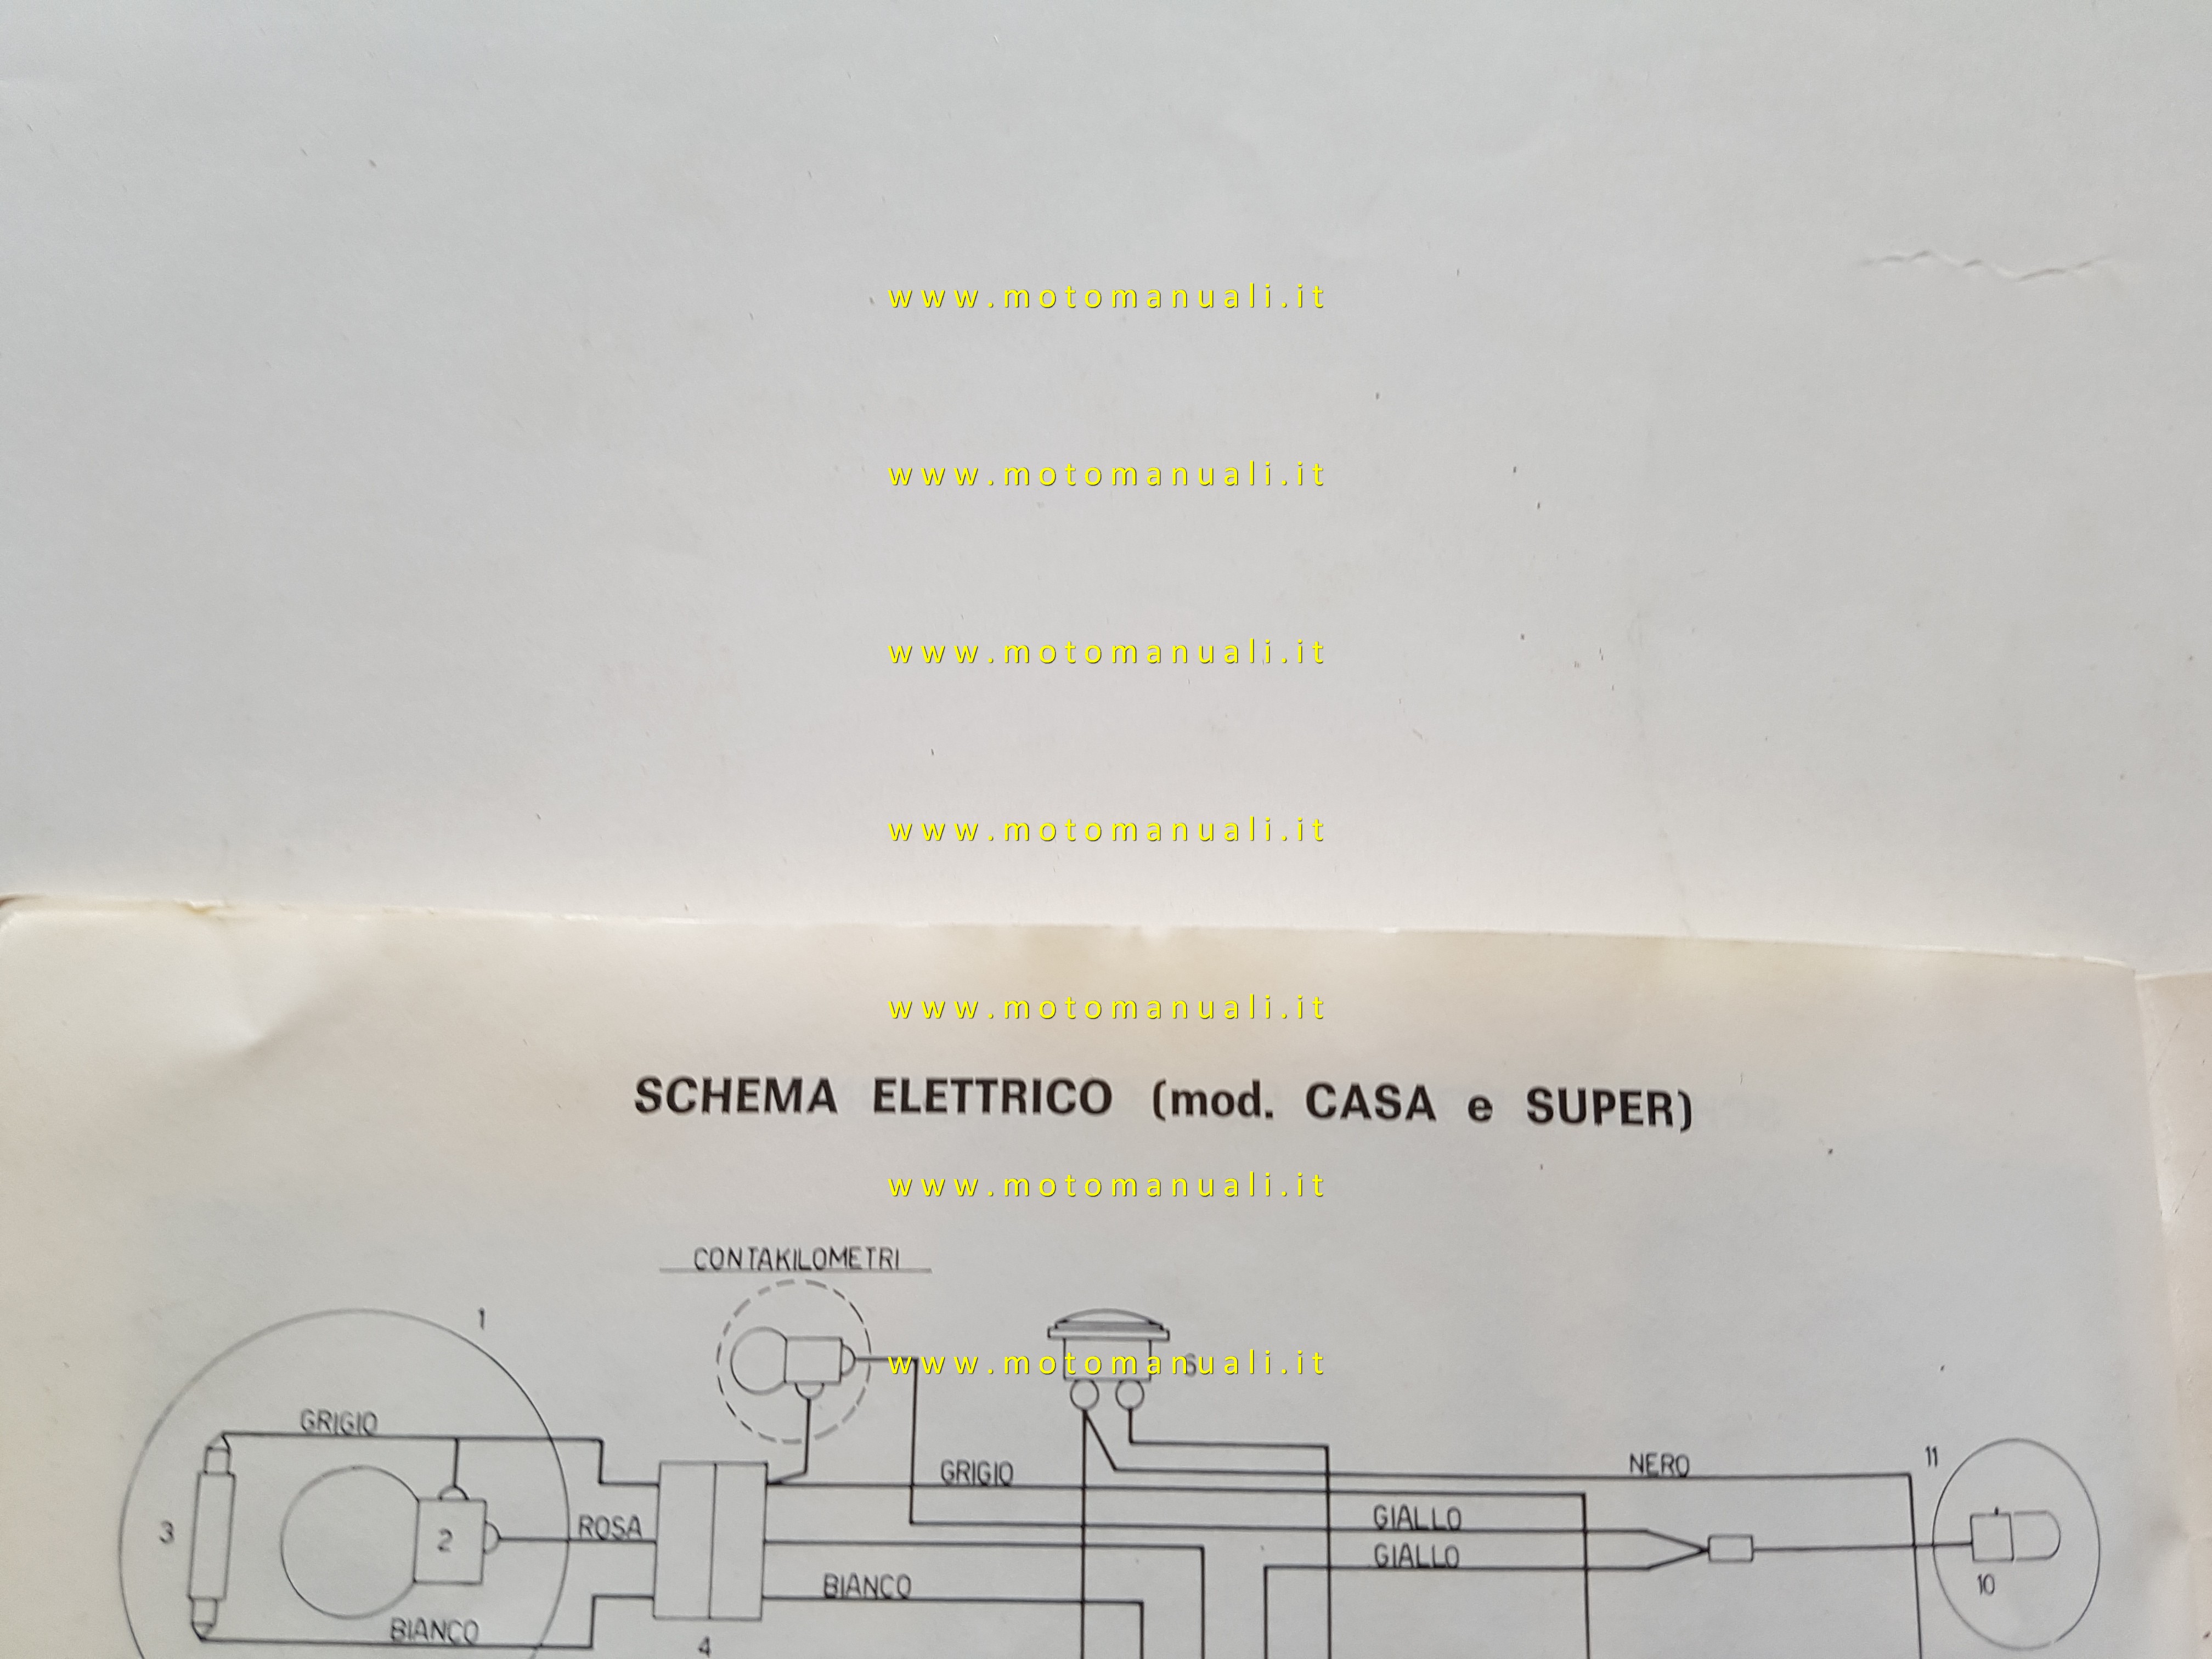 www.motomanuali.it
www.motomanuali.it
www.motomanuali.it
www.motomanuali.it
www.motomanuali.it
SCHEMA ELETTRICO (mod. CASA e SUPER)
www.motomanuali.it
CONTAKILOMETRI
1
www.motomanuali.it
GRIGIO
NERO
11
GRIGIO
GIALLO
3
2
ROSA
GIALLO
10
BIANCO
BIANCO
4